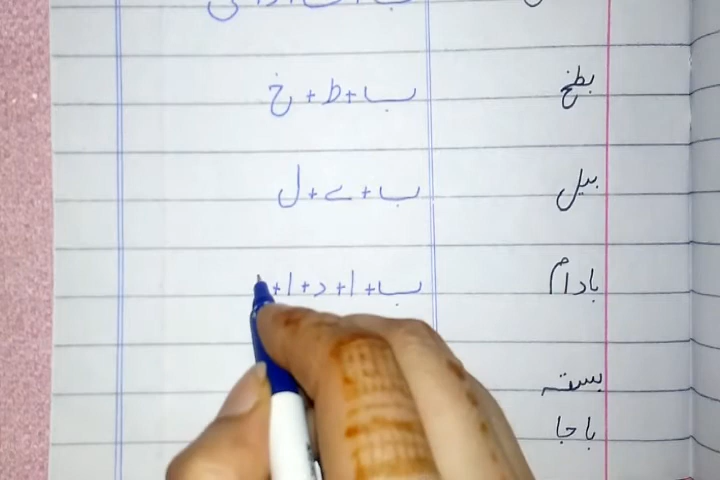 بطخ ب+ط+خ
بیل ب+ے+ل
بادام ب+ا+د+ا+
بستہ
باجا